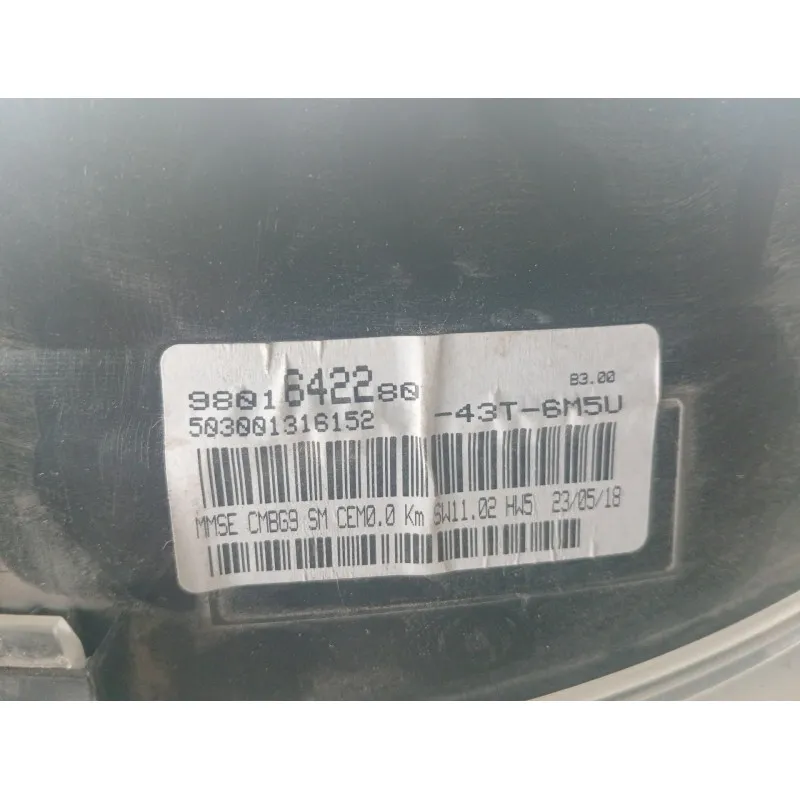 B3.00
9801642280 -43T-6M5U
503001316152
MMSE CMBG9 SM CEM0.0 Km SW11.02 HW5 23/05/18